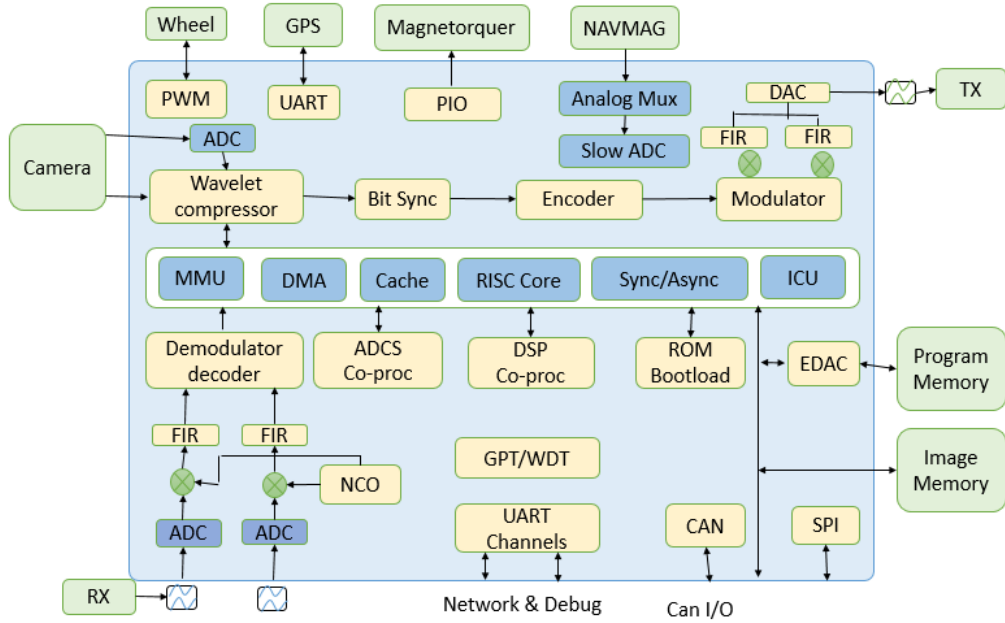 Wheel
GPS
Magnetorquer
NAVMAG
PWM
UART
PIO
Analog Mux
DAC
TX
ADC
FIR
FIR
Slow ADC
Camera
Wavelet
compressor
Bit Sync
Encoder
Modulator
MMU
DMA
Cache
RISC Core
Sync/Async
ICU
Demodulator
decoder
ADCS
Co-proc
DSP
Co-proc
ROM
Bootload
EDAC
Program
Memory
FIR
FIR
GPT/WDT
Image
Memory
NCO
ADC
ADC
UART
Channels
CAN
SPI
RX
Network & Debug
Can I/O